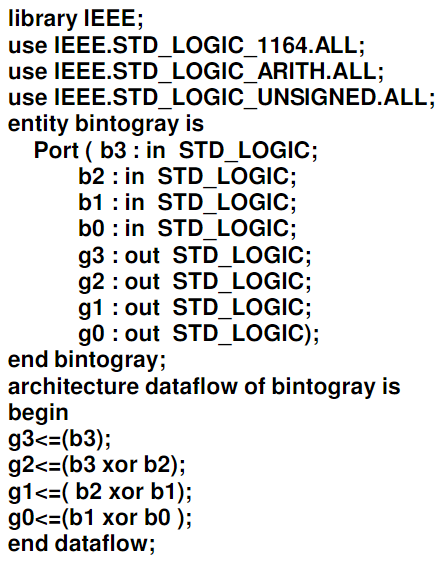 library IEEE;
use IEEE.STD_LOGIC_1164.ALL;
use IEEE.STD_LOGIC_ARITH.ALL;
use IEEE.STD_LOGIC_UNSIGNED.ALL;
entity bintogray is
Port ( b3 : in STD_LOGIC;
b2 : in STD_LOGIC;
b1 : in STD_LOGIC;
b0 : in STD_LOGIC;
g3 : out STD_LOGIC;
g2 : out STD_LOGIC;
g1 : out STD_LOGIC;
g0 : out STD_LOGIC);
end bintogray;
architecture dataflow of bintogray is
begin
g3<=(b3);
g2<=(b3 xor b2);
g1<=( b2 xor b1);
g0<=(b1 xor b0 );
end dataflow;